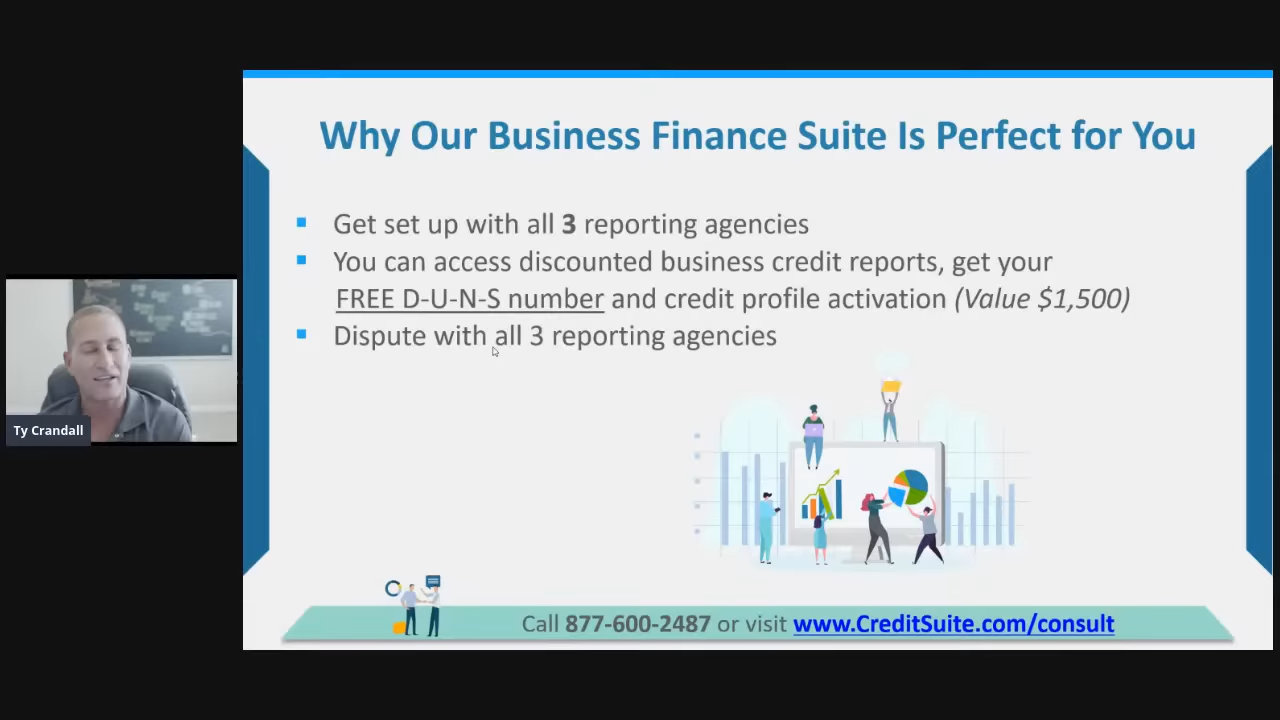 Why Our Business Finance Suite Is Perfect for You
Get set up with all 3 reporting agencies
You can access discounted business credit reports, get your
FREE D-U-N-S number and credit profile activation (Value $1,500)
Dispute with all 3 reporting agencies
Ty Crandall
Call 877-600-2487 or visit www.CreditSuite.com/consult